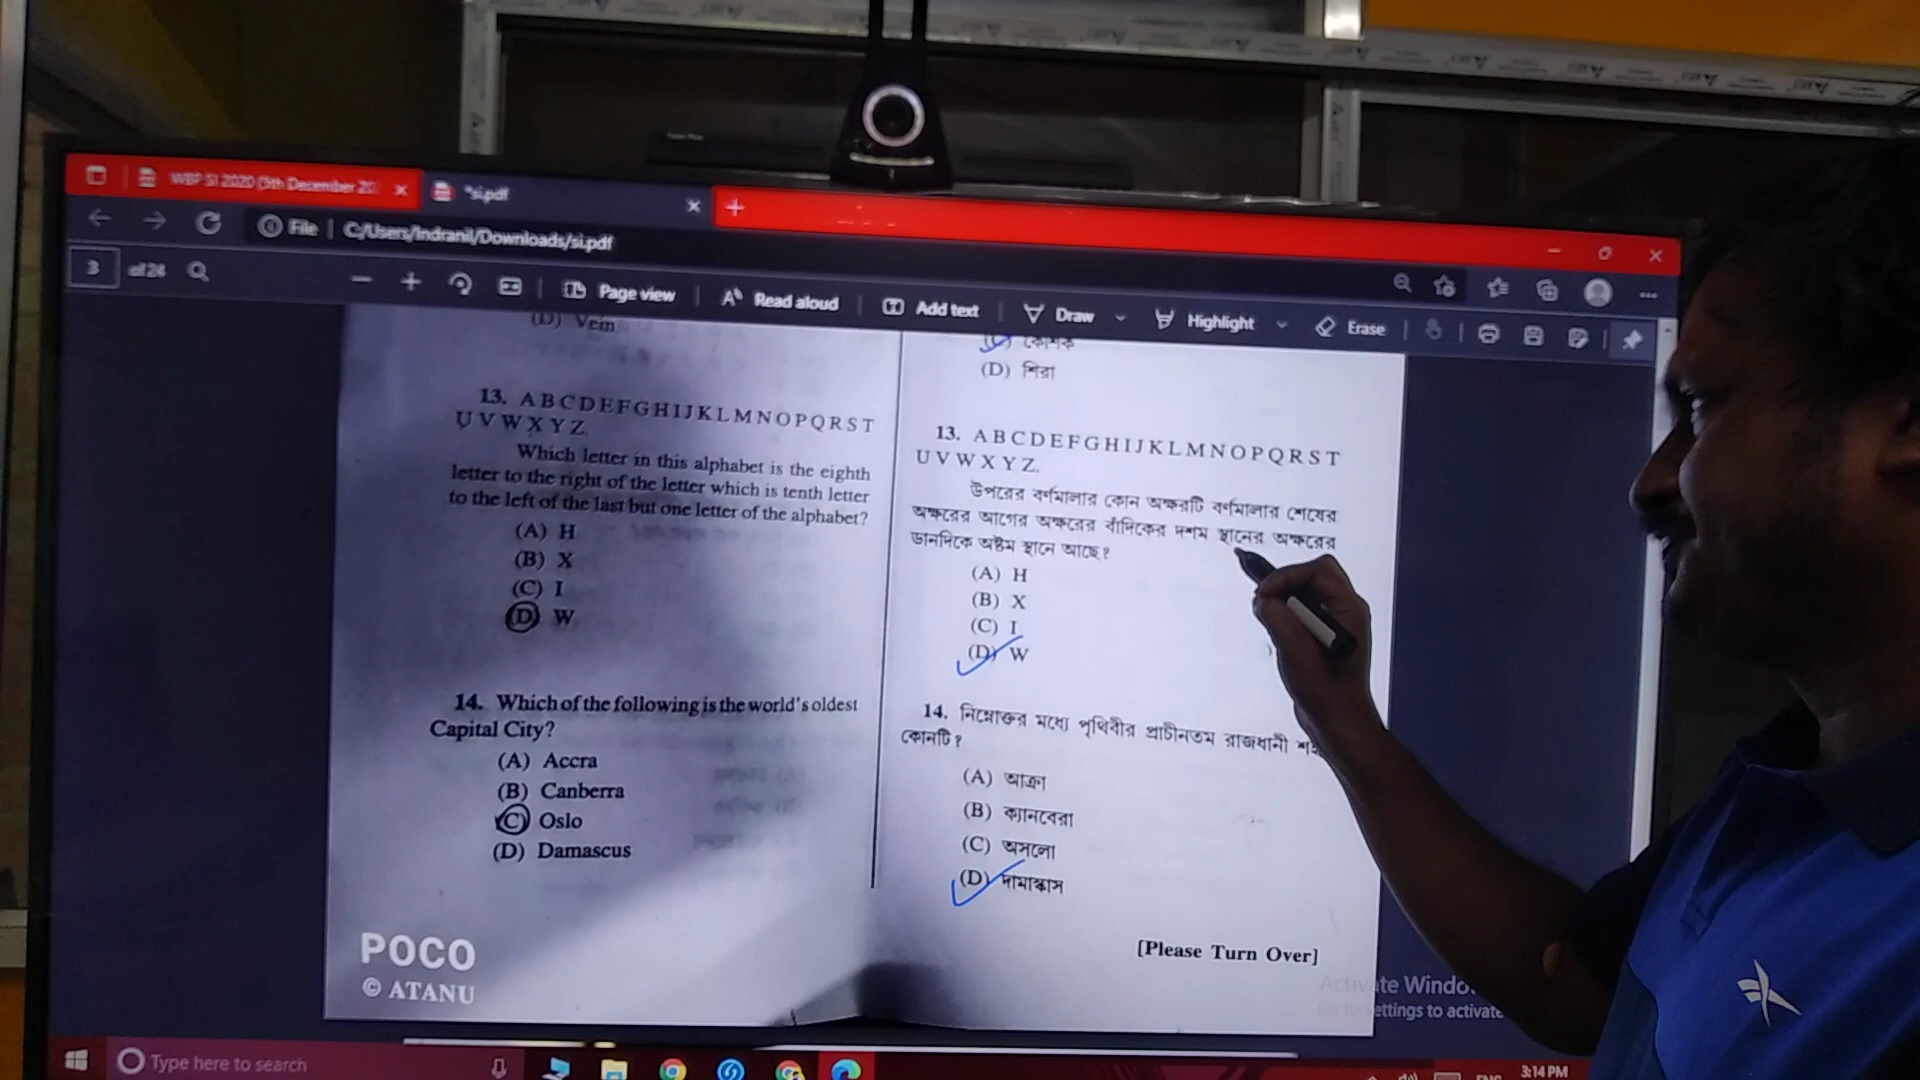 WBP SI 2020 (5th December 20
*si.pdf
File
C:/Users/Indranil/Downloads/si.pdf
3 of 24
Page view
Read aloud
Add text
Draw
Highlight
Erase
(D) Vein
13. A B C D E F G H I J K L M N O P Q R S T
U V W X Y Z.
Which letter in this alphabet is the eighth
letter to the right of the letter which is tenth letter
to the left of the last but one letter of the alphabet?
(A) H
(B) X
(C) I
(D) W
14. Which of the following is the world's oldest
Capital City?
(A) Accra
(B) Canberra
(C) Oslo
(D) Damascus
POCO
© ATANU
(D) শিরা
13. A B C D E F G H I J K L M N O P Q R S T
U V W X Y Z.
উপরের বর্ণমালার কোন অক্ষরটি বর্ণমালার শেষের
অক্ষরের আগের অক্ষরের বাঁদিকের দশম স্থানের অক্ষরের
ডানদিকে অষ্টম স্থানে আছে?
(A) H
(B) X
(C) I
(D) W
14. নিম্নোক্তর মধ্যে পৃথিবীর প্রাচীনতম রাজধানী
কোনটি?
(A) আক্রা
(B) ক্যানবেরা
(C) অসলো
(D) দামাস্কাস
[Please Turn Over]
Activate Windo
Settings to activate
Type here to search
ENG
3:14 PM